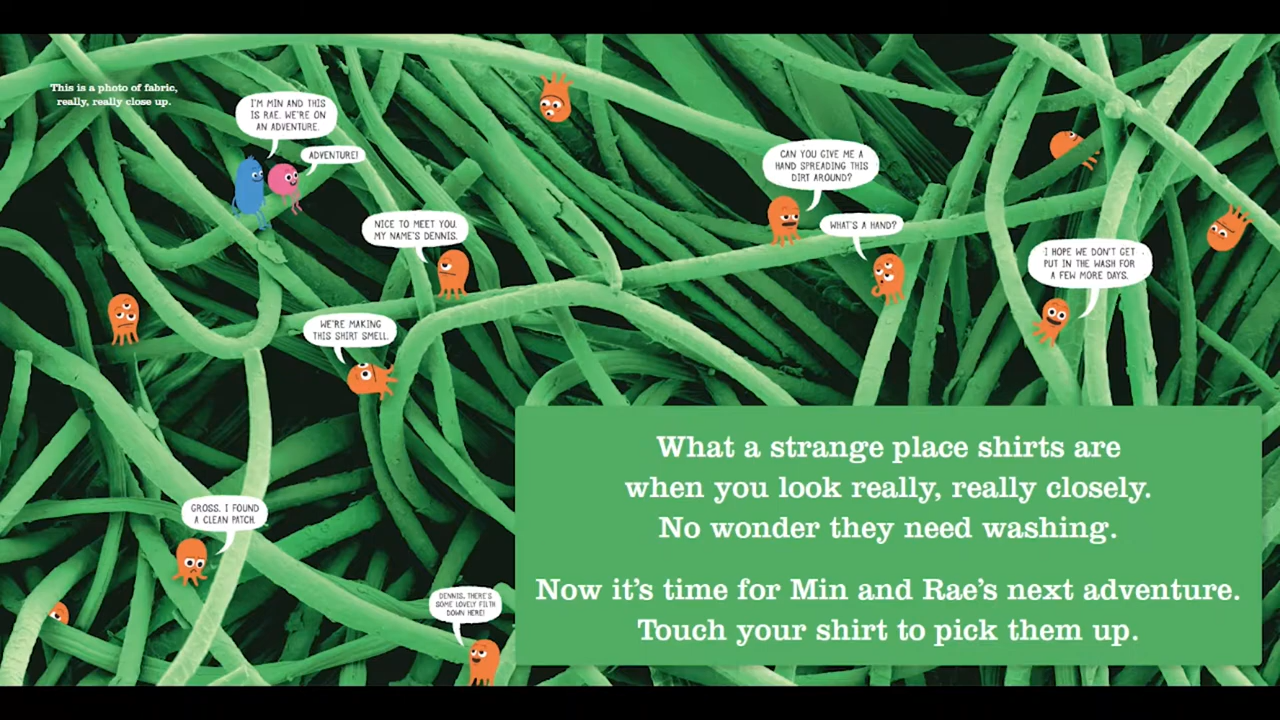 This is a photo of fabric,
really, really close up.
I'M MIN AND THIS
IS RAE. WE'RE ON
AN ADVENTURE.
ADVENTURE!
NICE TO MEET YOU.
MY NAME'S DENNIS.
WE'RE MAKING
THIS SHIRT SMELL.
CAN YOU GIVE ME A
HAND SPREADING THIS
DIRT AROUND?
WHAT'S A HAND?
I HOPE WE DON'T GET
PUT IN THE WASH FOR
A FEW MORE DAYS.
GROSS. I FOUND
A CLEAN PATCH.
DENNIS, THERE'S
SOME LOVELY FILTH
DOWN HERE!
What a strange place shirts are
when you look really, really closely.
No wonder they need washing.
Now it's time for Min and Rae's next adventure.
Touch your shirt to pick them up.